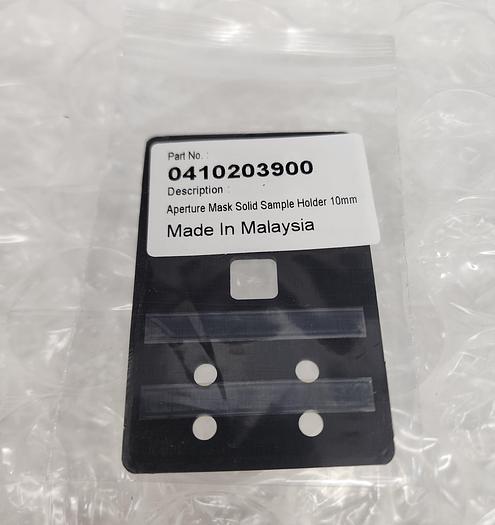 Part No. :
0410203900
Description :
Aperture Mask Solid Sample Holder 10mm
Made In Malaysia